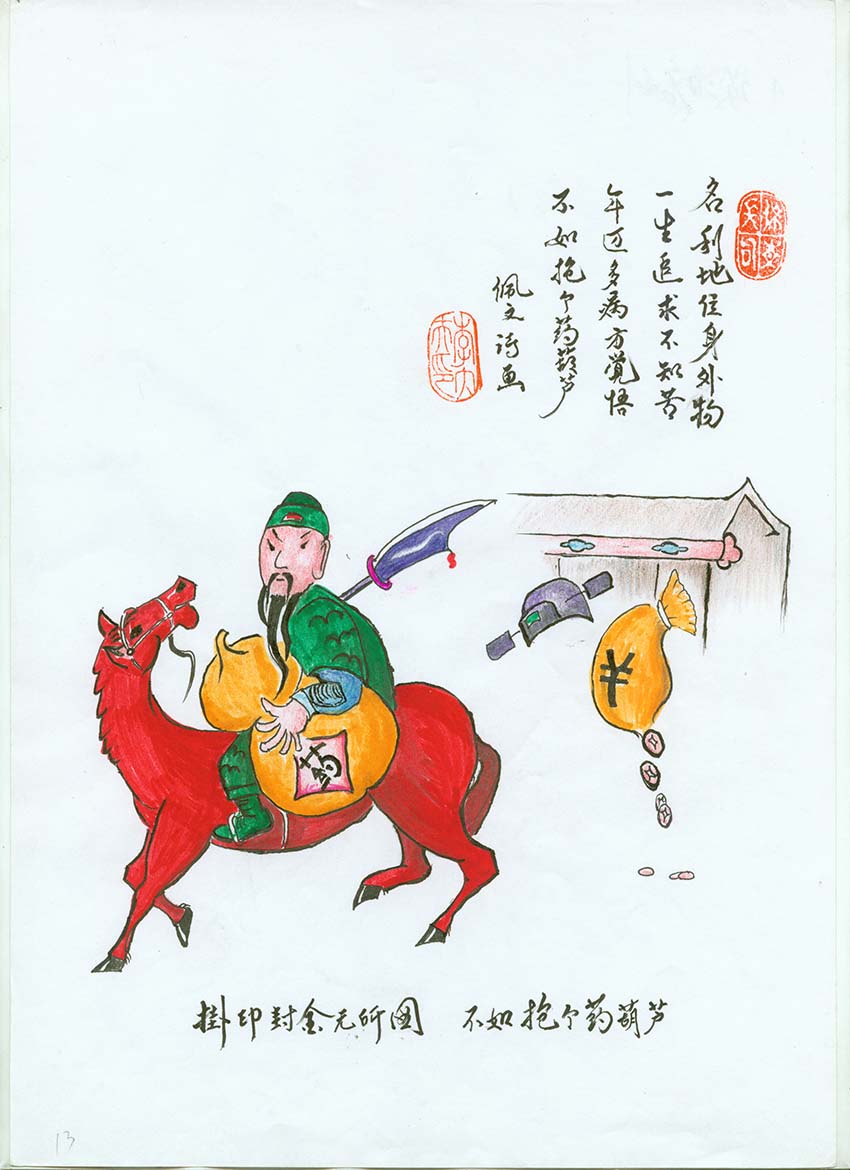 名利地位身外物
一生追求不知苦
年迈多病方觉悟
不如抱个药葫芦
佩文诗画
药
¥
掛印封金无所图 不如抱个药葫芦
13